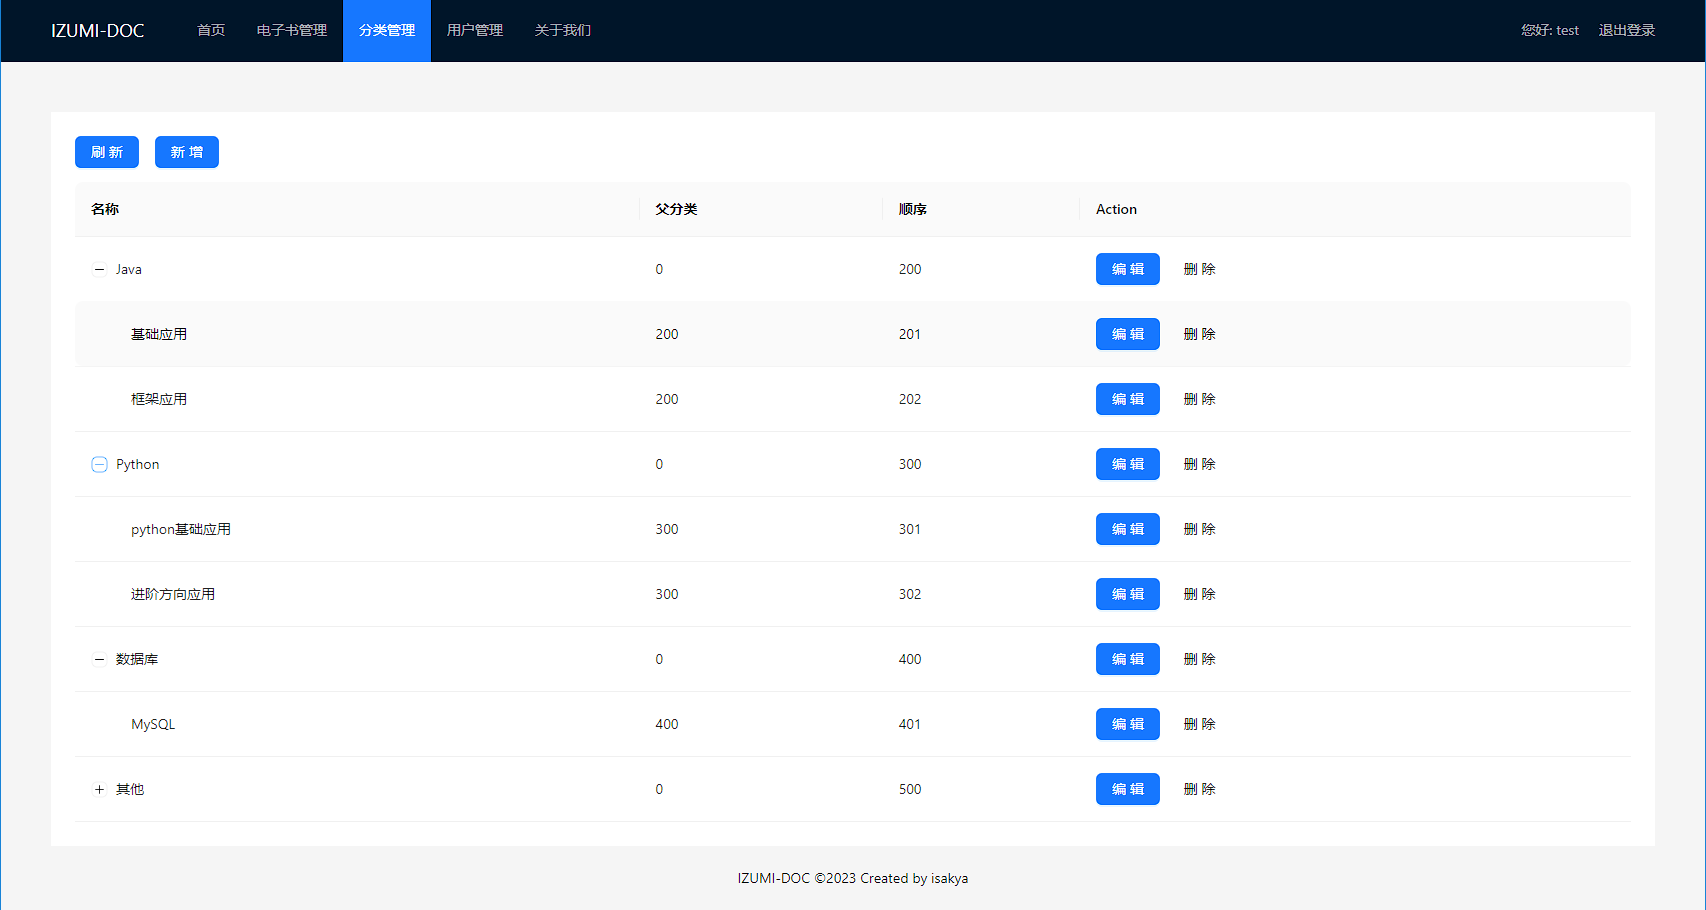 IZUMI-DOC 首页 电子书管理 分类管理 用户管理 关于我们 您好: test 退出登录
刷 新 新 增
名称 父分类 顺序 Action
Java 0 200 编 辑 删 除
基础应用 200 201 编 辑 删 除
框架应用 200 202 编 辑 删 除
Python 0 300 编 辑 删 除
python基础应用 300 301 编 辑 删 除
进阶方向应用 300 302 编 辑 删 除
数据库 0 400 编 辑 删 除
MySQL 400 401 编 辑 删 除
其他 0 500 编 辑 删 除
IZUMI-DOC ©2023 Created by isakya